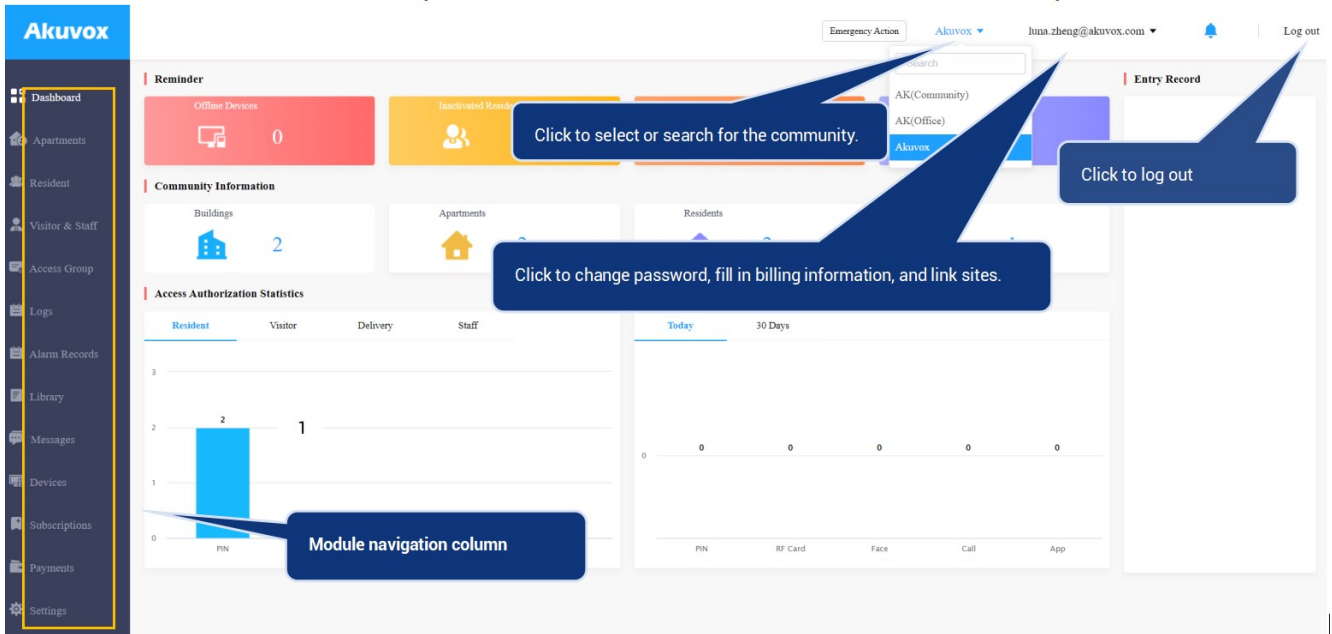 Akuvox
Emergency Action
Akuvox
luna.zheng@akuvox.com
Log out
Search
AK(Community)
AK(Office)
Akuvox
Dashboard
Apartments
Resident
Visitor & Staff
Access Group
Logs
Alarm Records
Library
Messages
Devices
Subscriptions
Payments
Settings
Reminder
Offline Devices
0
Inactivated
Click to select or search for the community.
Entry Record
Click to log out
Community Information
Buildings
2
Apartments
Residents
Click to change password, fill in billing information, and link sites.
Access Authorization Statistics
Resident Visitor Delivery Staff
3
2
1
0
2
1
PIN
Module navigation column
Today 30 Days
0
0 0 0 0 0
PIN RF Card Face Call App